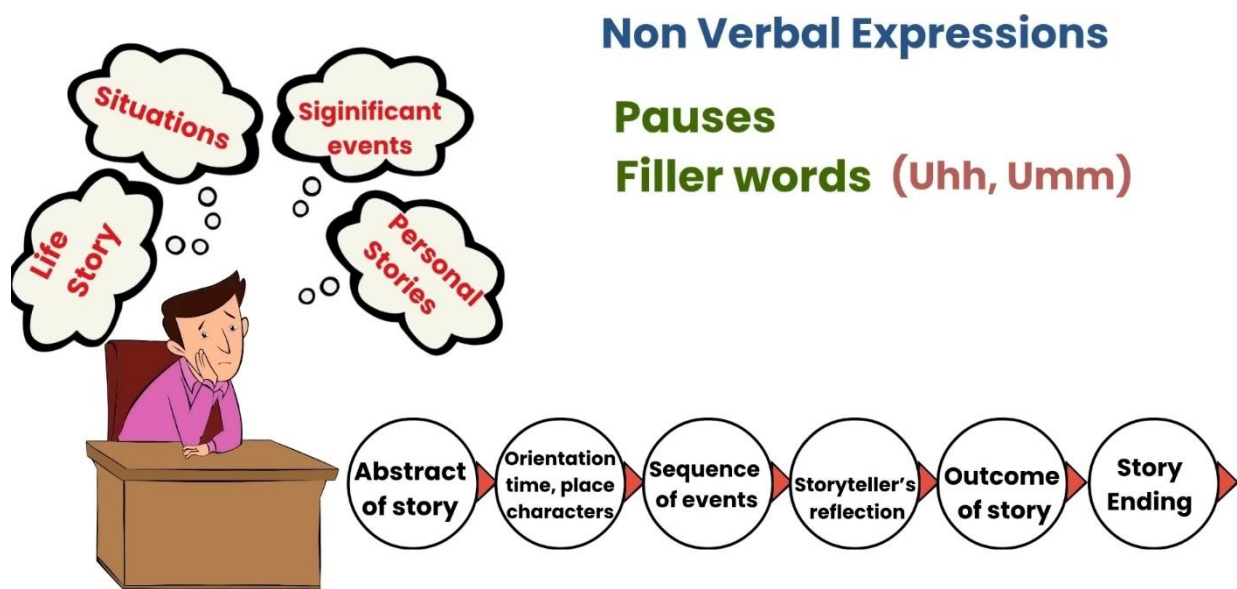 Non Verbal Expressions
Situations
Siginificant
events
Life
Story
Personal
Stories
Pauses
Filler words (Uhh, Umm)
Abstract
of story
Orientation
time, place
characters
Sequence
of events
Storyteller's
reflection
Outcome
of story
Story
Ending